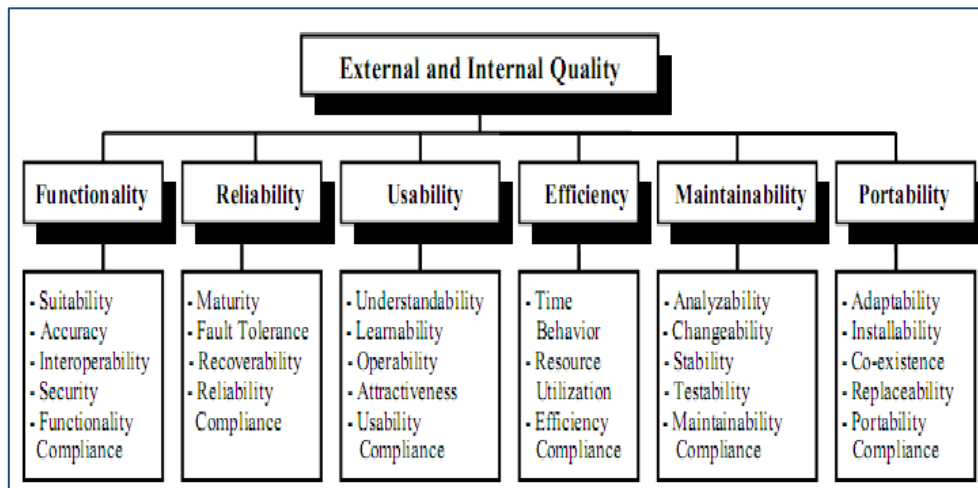 External and Internal Quality
Functionality
Reliability
Usability
Efficiency
Maintainability
Portability
- Suitability
- Accuracy
- Interoperability
- Security
- Functionality
Compliance
- Maturity
- Fault Tolerance
- Recoverability
- Reliability
Compliance
- Understandability
- Learnability
- Operability
- Attractiveness
- Usability
Compliance
- Time
Behavior
- Resource
Utilization
- Efficiency
Compliance
- Analyzability
- Changeability
- Stability
- Testability
- Maintainability
Compliance
- Adaptability
- Installability
- Co-existence
- Replaceability
- Portability
Compliance